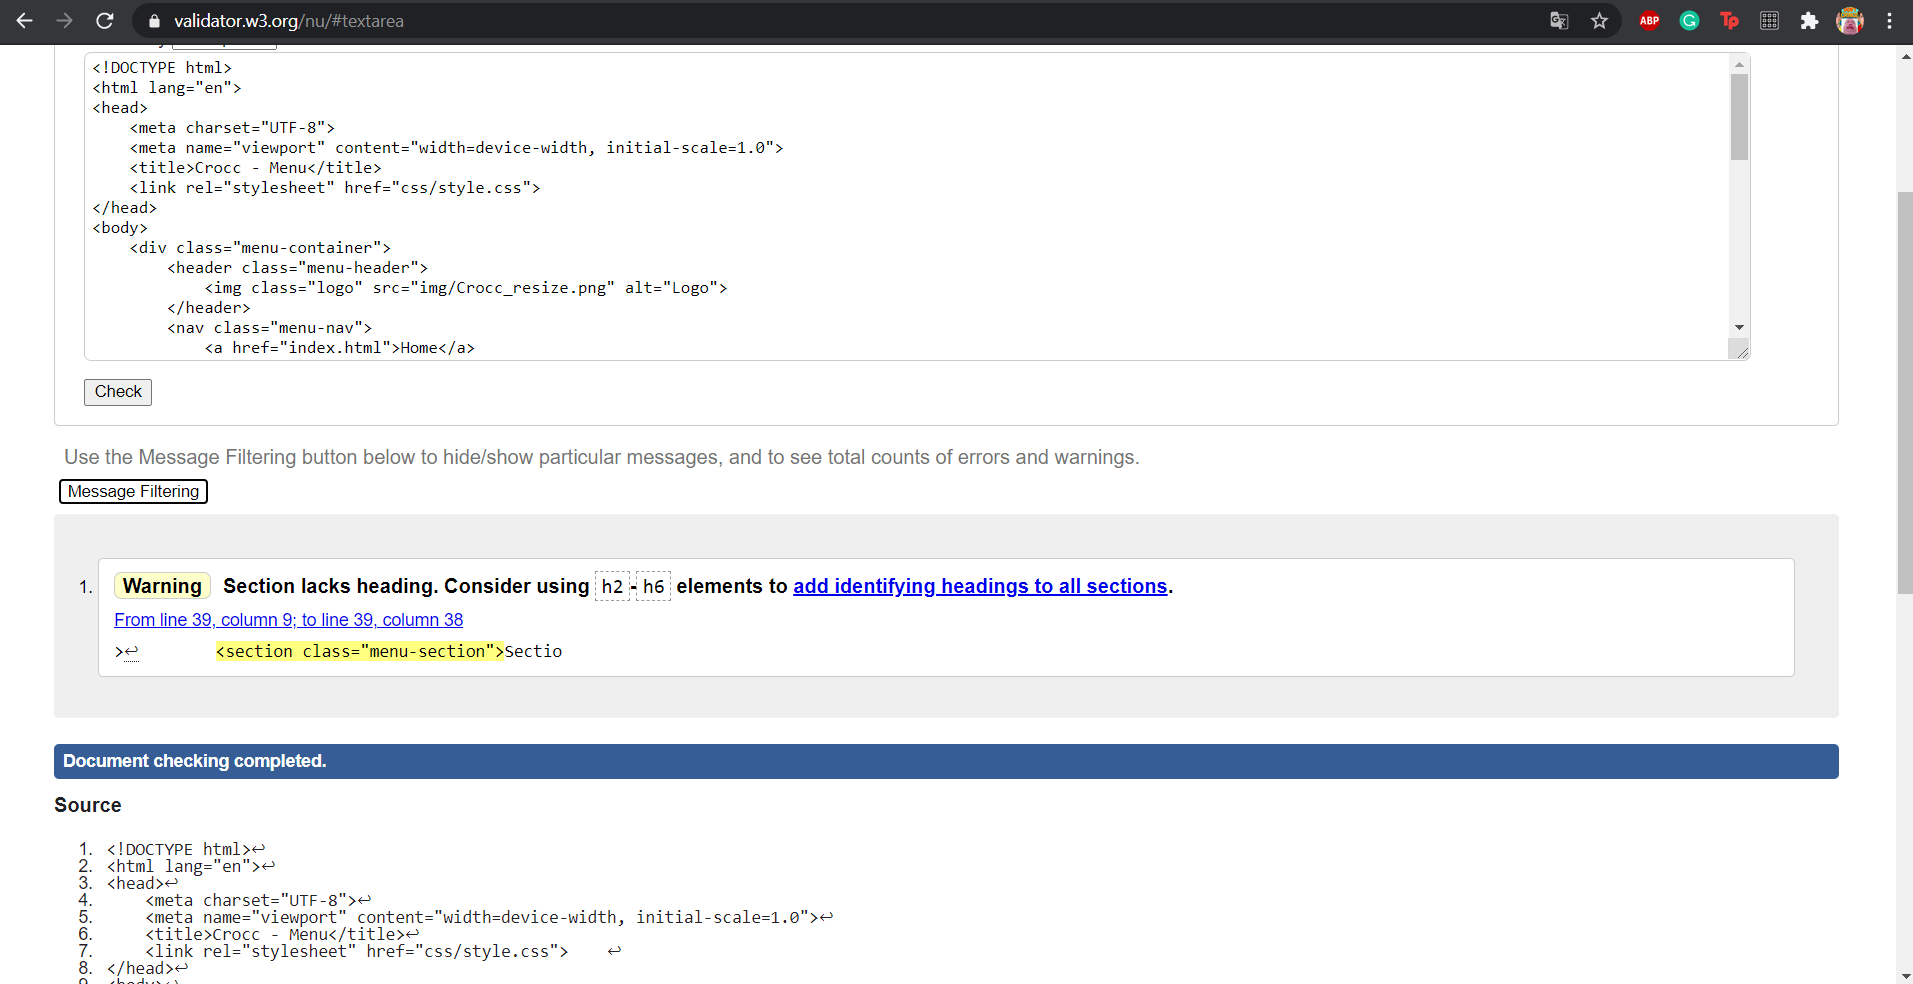 validator.w3.org/nu/#textarea
ABP
G
Tp
<!DOCTYPE html>
<html lang="en">
<head>
    <meta charset="UTF-8">
    <meta name="viewport" content="width=device-width, initial-scale=1.0">
    <title>Crocc - Menu</title>
    <link rel="stylesheet" href="css/style.css">
</head>
<body>
    <div class="menu-container">
        <header class="menu-header">
            <img class="logo" src="img/Crocc_resize.png" alt="Logo">
        </header>
        <nav class="menu-nav">
            <a href="index.html">Home</a>
Check
Use the Message Filtering button below to hide/show particular messages, and to see total counts of errors and warnings.
Message Filtering
1. Warning Section lacks heading. Consider using h2-h6 elements to add identifying headings to all sections.
From line 39, column 9; to line 39, column 38
>↩        <section class="menu-section">Sectio
Document checking completed.
Source
1. <!DOCTYPE html>↩
2. <html lang="en">↩
3. <head>↩
4.     <meta charset="UTF-8">↩
5.     <meta name="viewport" content="width=device-width, initial-scale=1.0">↩
6.     <title>Crocc - Menu</title>↩
7.     <link rel="stylesheet" href="css/style.css">    ↩
8. </head>↩
9. <body>↩